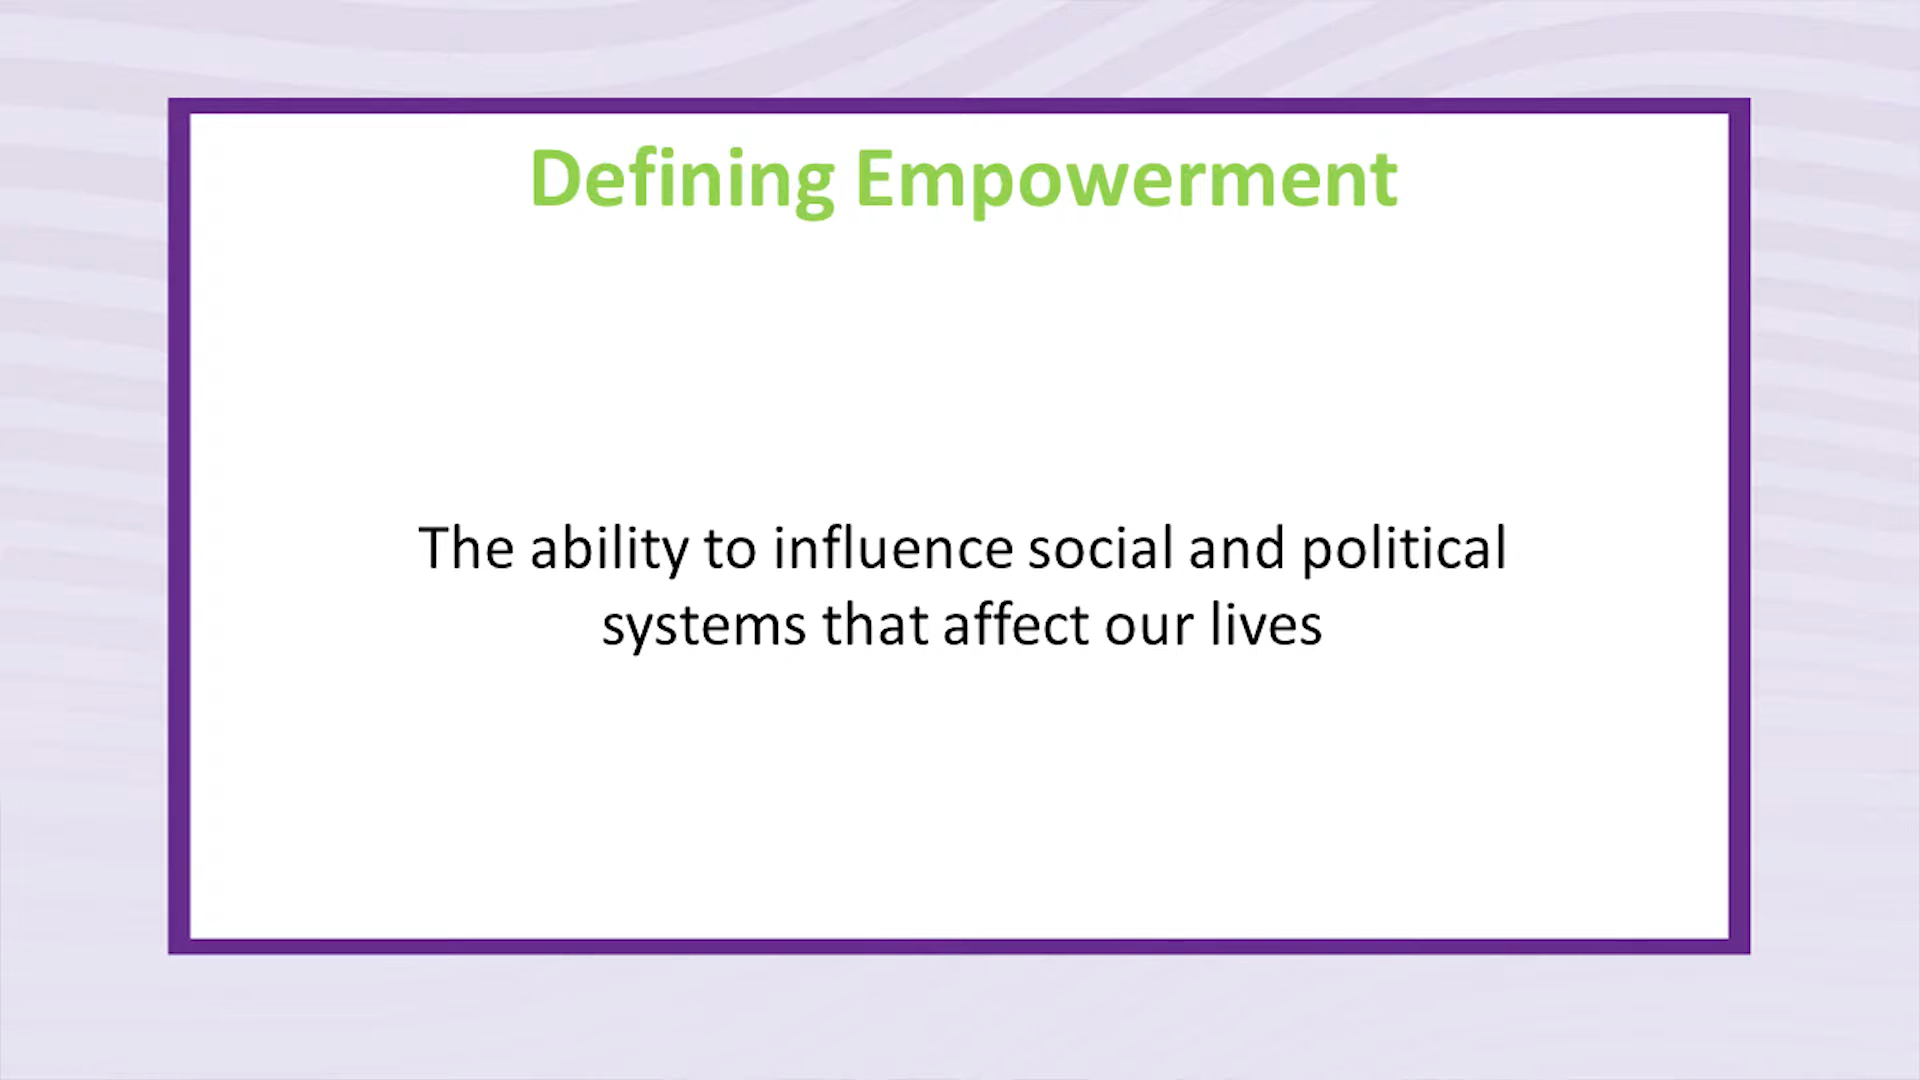 Defining Empowerment
The ability to influence social and political
systems that affect our lives